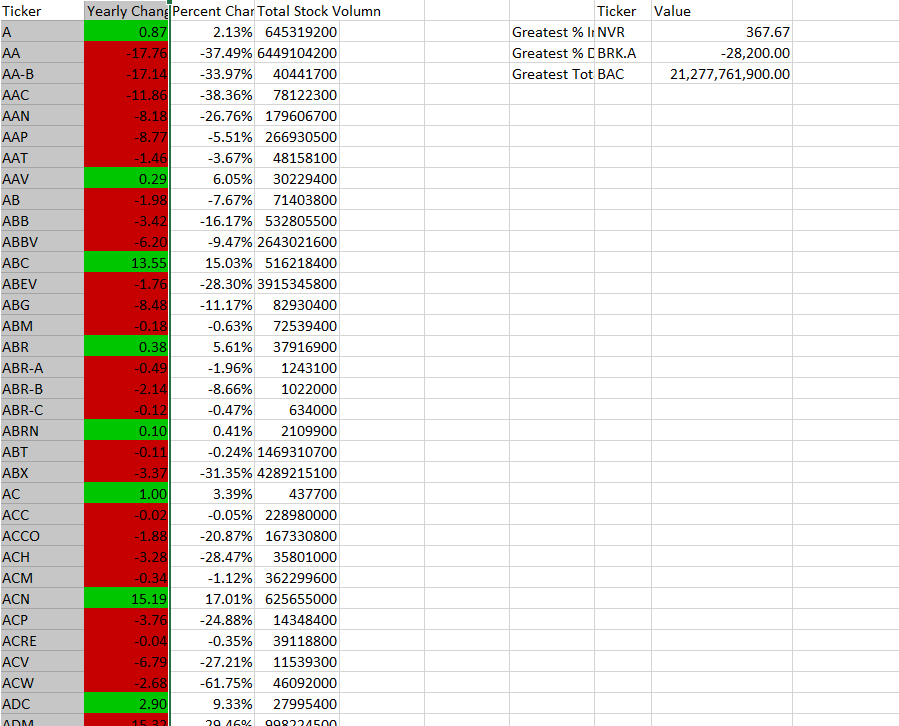 Ticker Yearly Chang Percent Char Total Stock Volumn Ticker Value
A 0.87 2.13% 645319200 Greatest % I NVR 367.67
AA -17.76 -37.49% 6449104200 Greatest % D BRK.A -28,200.00
AA-B -17.14 -33.97% 40441700 Greatest Tot BAC 21,277,761,900.00
AAC -11.86 -38.36% 78122300
AAN -8.18 -26.76% 179606700
AAP -8.77 -5.51% 266930500
AAT -1.46 -3.67% 48158100
AAV 0.29 6.05% 30229400
AB -1.98 -7.67% 71403800
ABB -3.42 -16.17% 532805500
ABBV -6.20 -9.47% 2643021600
ABC 13.55 15.03% 516218400
ABEV -1.76 -28.30% 3915345800
ABG -8.48 -11.17% 82930400
ABM -0.18 -0.63% 72539400
ABR 0.38 5.61% 37916900
ABR-A -0.49 -1.96% 1243100
ABR-B -2.14 -8.66% 1022000
ABR-C -0.12 -0.47% 634000
ABRN 0.10 0.41% 2109900
ABT -0.11 -0.24% 1469310700
ABX -3.37 -31.35% 4289215100
AC 1.00 3.39% 437700
ACC -0.02 -0.05% 228980000
ACCO -1.88 -20.87% 167330800
ACH -3.28 -28.47% 35801000
ACM -0.34 -1.12% 362299600
ACN 15.19 17.01% 625655000
ACP -3.76 -24.88% 14348400
ACRE -0.04 -0.35% 39118800
ACV -6.79 -27.21% 11539300
ACW -2.68 -61.75% 46092000
ADC 2.90 9.33% 27995400
ADM -15.32 -29.46% 998224500